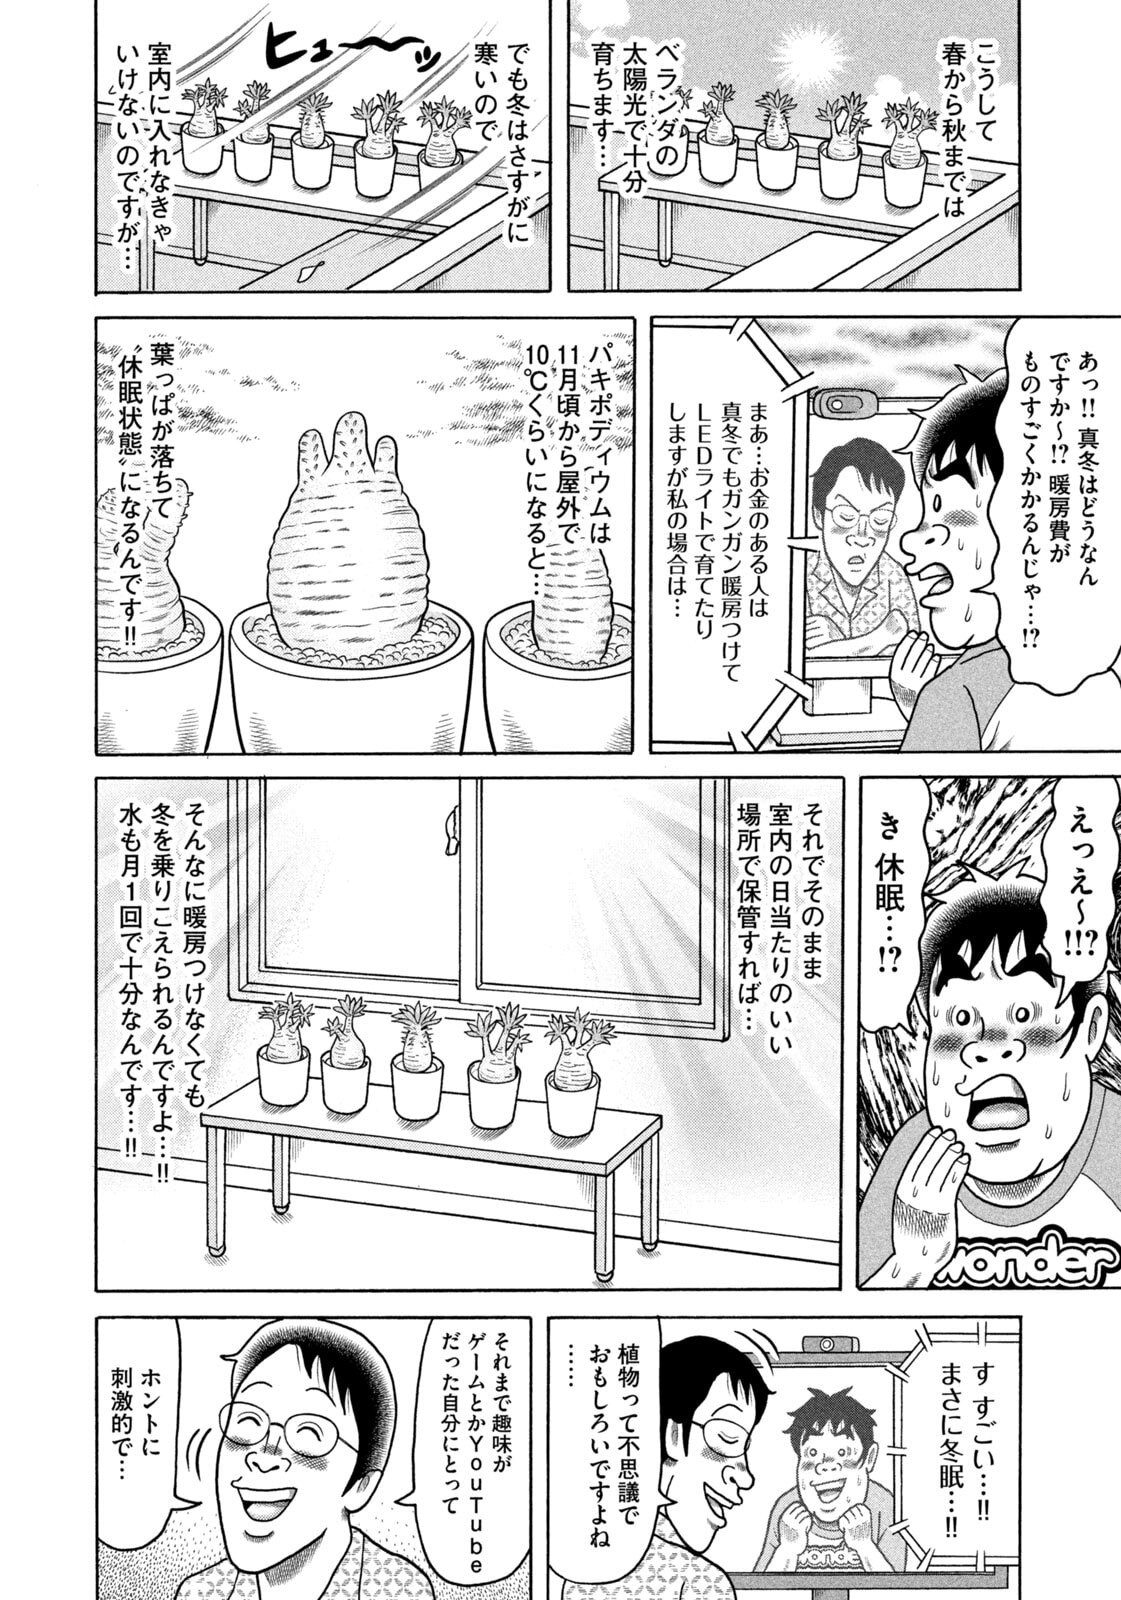 こうして
春から秋までは
ベランダの
太陽光で十分
育ちます…
ヒュ〜〜ッ
でも冬はさすがに
寒いので
室内に入れなきゃ
いけないのですが…
あっ!! 真冬はどうなん
ですか〜!? 暖房費が
ものすごくかかるんじゃ…!?
まあ…お金のある人は
真冬でもガンガン暖房つけて
LEDライトで育てたり
しますが私の場合は…
パキポディウムは
11月頃から屋外で
10℃くらいになると…
葉っぱが落ちて
〝休眠状態〟になるんです!!
えっえ〜!!?
き 休眠…!?
wonder
それでそのまま
室内の日当たりのいい
場所で保管すれば…
そんなに暖房つけなくても
冬を乗りこえられるんですよ…!!
水も月1回で十分なんです…!!
す すごい…!!
まさに冬眠…!!
wonder
植物って不思議で
おもしろいですよね
……
それまで趣味が
ゲームとかYouTube
だった自分にとって
ホントに
刺激的で…